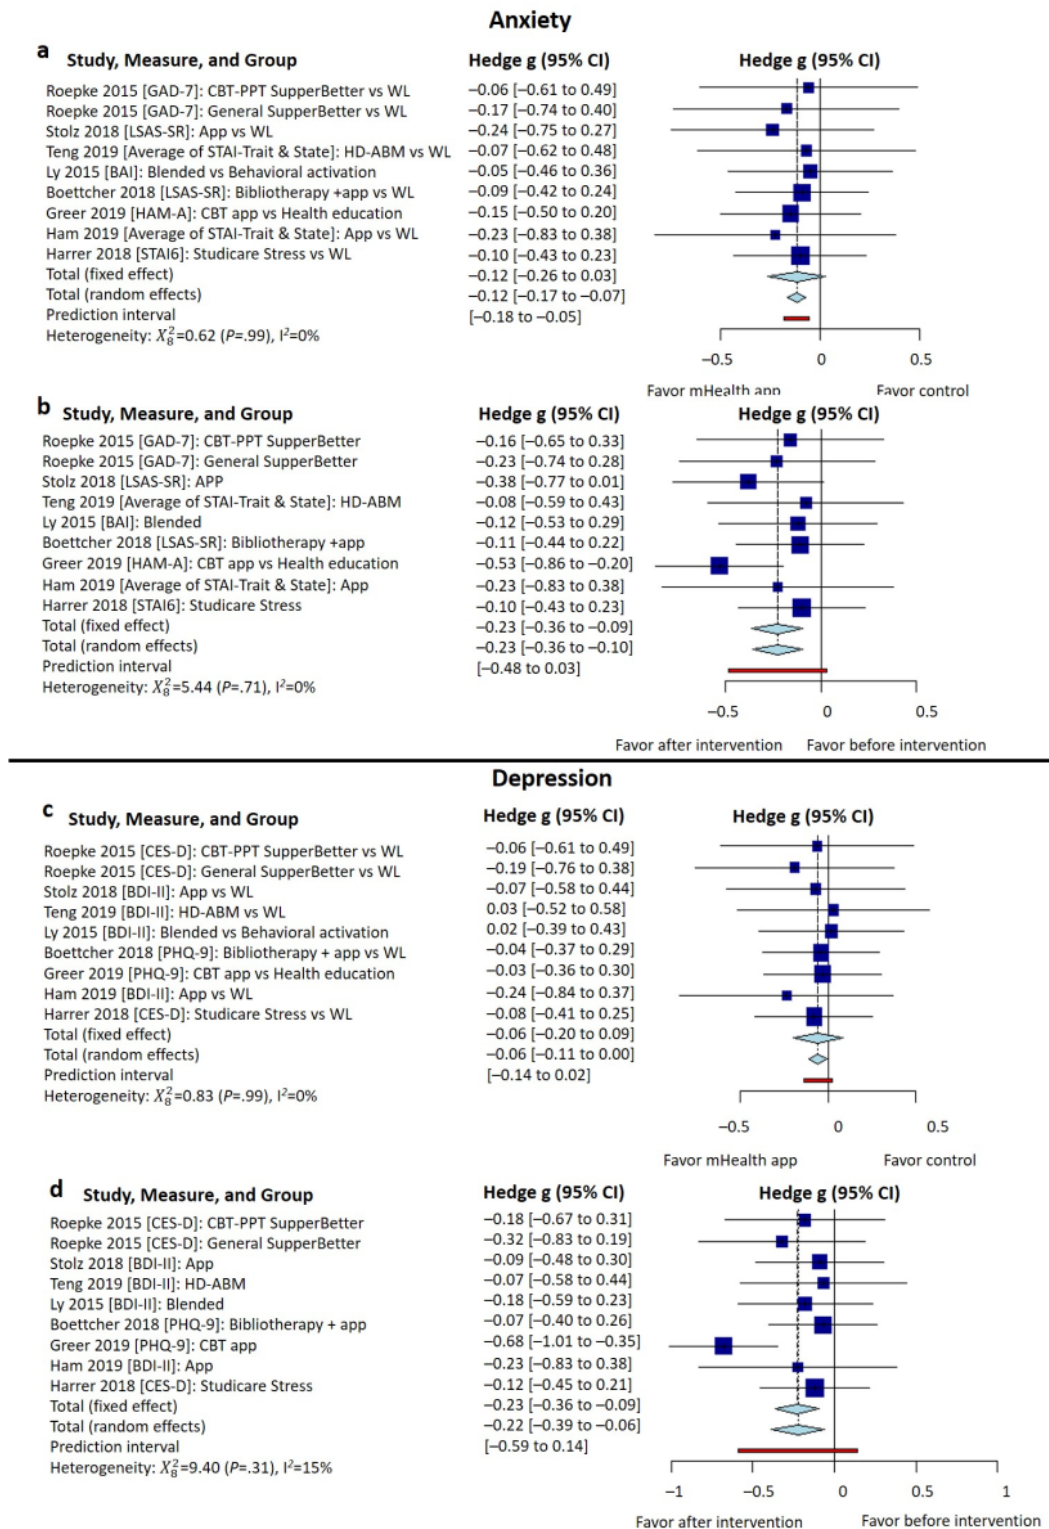 Anxiety
a Study, Measure, and Group Hedge g (95% CI) Hedge g (95% CI)
Roepke 2015 [GAD-7]: CBT-PPT SupperBetter vs WL −0.06 [−0.61 to 0.49]
Roepke 2015 [GAD-7]: General SupperBetter vs WL −0.17 [−0.74 to 0.40]
Stolz 2018 [LSAS-SR]: App vs WL −0.24 [−0.75 to 0.27]
Teng 2019 [Average of STAI-Trait & State]: HD-ABM vs WL −0.07 [−0.62 to 0.48]
Ly 2015 [BAI]: Blended vs Behavioral activation −0.05 [−0.46 to 0.36]
Boettcher 2018 [LSAS-SR]: Bibliotherapy +app vs WL −0.09 [−0.42 to 0.24]
Greer 2019 [HAM-A]: CBT app vs Health education −0.15 [−0.50 to 0.20]
Ham 2019 [Average of STAI-Trait & State]: App vs WL −0.23 [−0.83 to 0.38]
Harrer 2018 [STAI6]: Studicare Stress vs WL −0.10 [−0.43 to 0.23]
Total (fixed effect) −0.12 [−0.26 to 0.03]
Total (random effects) −0.12 [−0.17 to −0.07]
Prediction interval [−0.18 to −0.05]
Heterogeneity: X²₈=0.62 (P=.99), I²=0%
−0.5 0 0.5
Favor mHealth app Favor control
b Study, Measure, and Group Hedge g (95% CI) Hedge g (95% CI)
Roepke 2015 [GAD-7]: CBT-PPT SupperBetter −0.16 [−0.65 to 0.33]
Roepke 2015 [GAD-7]: General SupperBetter −0.23 [−0.74 to 0.28]
Stolz 2018 [LSAS-SR]: APP −0.38 [−0.77 to 0.01]
Teng 2019 [Average of STAI-Trait & State]: HD-ABM −0.08 [−0.59 to 0.43]
Ly 2015 [BAI]: Blended −0.12 [−0.53 to 0.29]
Boettcher 2018 [LSAS-SR]: Bibliotherapy +app −0.11 [−0.44 to 0.22]
Greer 2019 [HAM-A]: CBT app vs Health education −0.53 [−0.86 to −0.20]
Ham 2019 [Average of STAI-Trait & State]: App −0.23 [−0.83 to 0.38]
Harrer 2018 [STAI6]: Studicare Stress −0.10 [−0.43 to 0.23]
Total (fixed effect) −0.23 [−0.36 to −0.09]
Total (random effects) −0.23 [−0.36 to −0.10]
Prediction interval [−0.48 to 0.03]
Heterogeneity: X²₈=5.44 (P=.71), I²=0%
−0.5 0 0.5
Favor after intervention Favor before intervention
Depression
c Study, Measure, and Group Hedge g (95% CI) Hedge g (95% CI)
Roepke 2015 [CES-D]: CBT-PPT SupperBetter vs WL −0.06 [−0.61 to 0.49]
Roepke 2015 [CES-D]: General SupperBetter vs WL −0.19 [−0.76 to 0.38]
Stolz 2018 [BDI-II]: App vs WL −0.07 [−0.58 to 0.44]
Teng 2019 [BDI-II]: HD-ABM vs WL 0.03 [−0.52 to 0.58]
Ly 2015 [BDI-II]: Blended vs Behavioral activation 0.02 [−0.39 to 0.43]
Boettcher 2018 [PHQ-9]: Bibliotherapy + app vs WL −0.04 [−0.37 to 0.29]
Greer 2019 [PHQ-9]: CBT app vs Health education −0.03 [−0.36 to 0.30]
Ham 2019 [BDI-II]: App vs WL −0.24 [−0.84 to 0.37]
Harrer 2018 [CES-D]: Studicare Stress vs WL −0.08 [−0.41 to 0.25]
Total (fixed effect) −0.06 [−0.20 to 0.09]
Total (random effects) −0.06 [−0.11 to 0.00]
Prediction interval [−0.14 to 0.02]
Heterogeneity: X²₈=0.83 (P=.99), I²=0%
−0.5 0 0.5
Favor mHealth app Favor control
d Study, Measure, and Group Hedge g (95% CI) Hedge g (95% CI)
Roepke 2015 [CES-D]: CBT-PPT SupperBetter −0.18 [−0.67 to 0.31]
Roepke 2015 [CES-D]: General SupperBetter −0.32 [−0.83 to 0.19]
Stolz 2018 [BDI-II]: App −0.09 [−0.48 to 0.30]
Teng 2019 [BDI-II]: HD-ABM −0.07 [−0.58 to 0.44]
Ly 2015 [BDI-II]: Blended −0.18 [−0.59 to 0.23]
Boettcher 2018 [PHQ-9]: Bibliotherapy + app −0.07 [−0.40 to 0.26]
Greer 2019 [PHQ-9]: CBT app −0.68 [−1.01 to −0.35]
Ham 2019 [BDI-II]: App −0.23 [−0.83 to 0.38]
Harrer 2018 [CES-D]: Studicare Stress −0.12 [−0.45 to 0.21]
Total (fixed effect) −0.23 [−0.36 to −0.09]
Total (random effects) −0.22 [−0.39 to −0.06]
Prediction interval [−0.59 to 0.14]
Heterogeneity: X²₈=9.40 (P=.31), I²=15%
−1 −0.5 0 0.5 1
Favor after intervention Favor before intervention